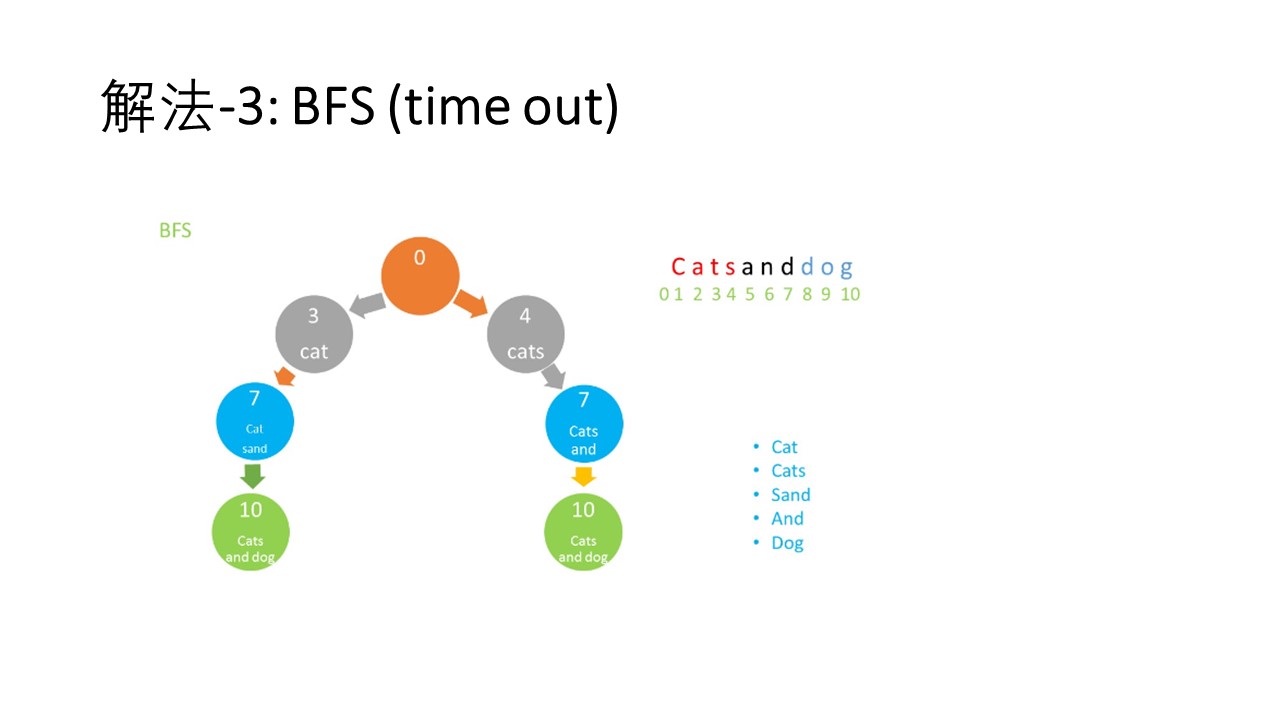 解法-3: BFS (time out)
BFS
0
3
cat
4
cats
7
Cat
sand
7
Cats
and
10
Cats
and dog
10
Cats
and dog
C a t s a n d d o g
0 1 2 3 4 5 6 7 8 9 10
• Cat
• Cats
• Sand
• And
• Dog